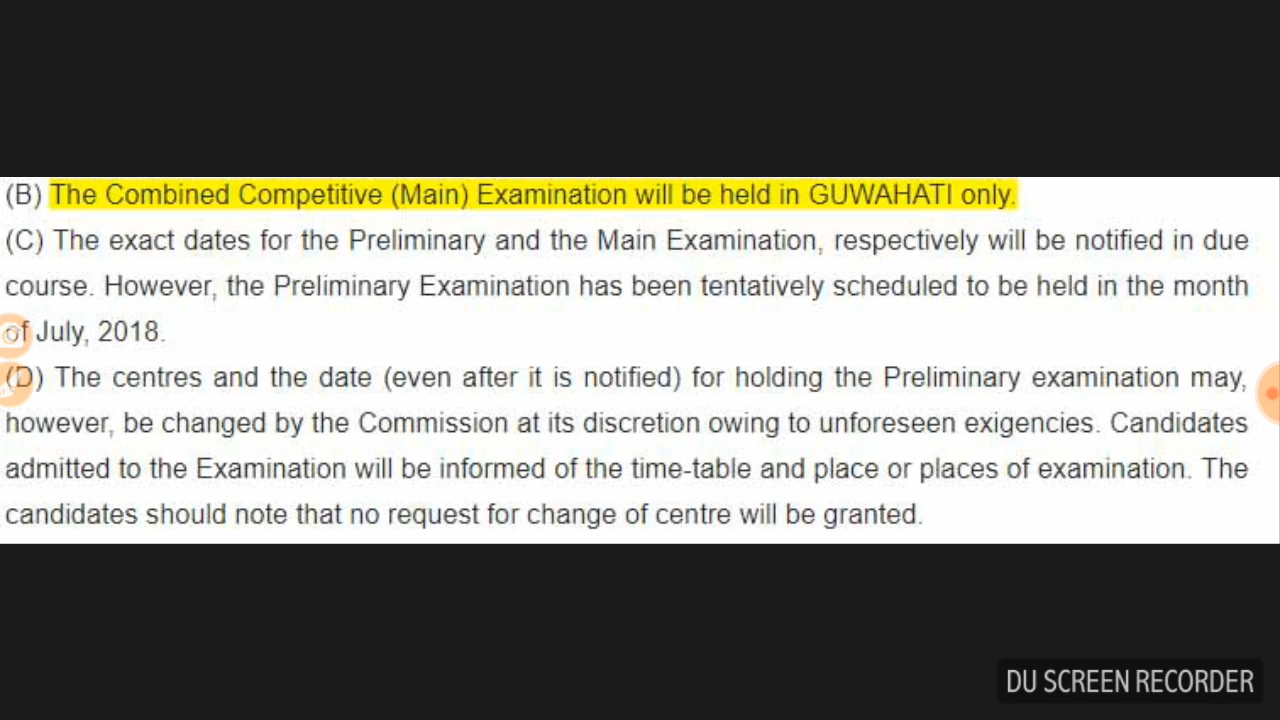 (B) The Combined Competitive (Main) Examination will be held in GUWAHATI only.
(C) The exact dates for the Preliminary and the Main Examination, respectively will be notified in due
course. However, the Preliminary Examination has been tentatively scheduled to be held in the month
of July, 2018.
(D) The centres and the date (even after it is notified) for holding the Preliminary examination may,
however, be changed by the Commission at its discretion owing to unforeseen exigencies. Candidates
admitted to the Examination will be informed of the time-table and place or places of examination. The
candidates should note that no request for change of centre will be granted.
DU SCREEN RECORDER